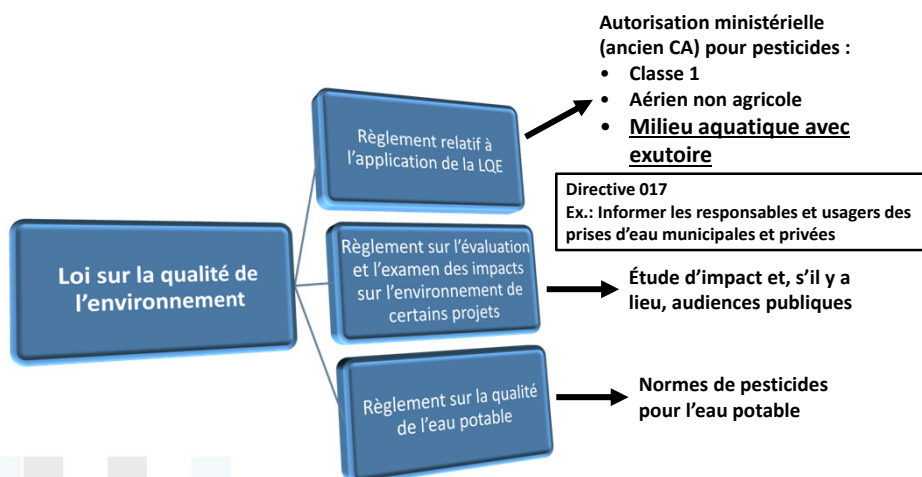 Autorisation ministérielle
(ancien CA) pour pesticides :
• Classe 1
• Aérien non agricole
• Milieu aquatique avec
exutoire
Règlement relatif à
l'application de la LQE
Directive 017
Ex.: Informer les responsables et usagers des
prises d'eau municipales et privées
Loi sur la qualité de
l'environnement
Règlement sur l'évaluation
et l'examen des impacts
sur l'environnement de
certains projets
Étude d'impact et, s'il y a
lieu, audiences publiques
Règlement sur la qualité
de l'eau potable
Normes de pesticides
pour l'eau potable